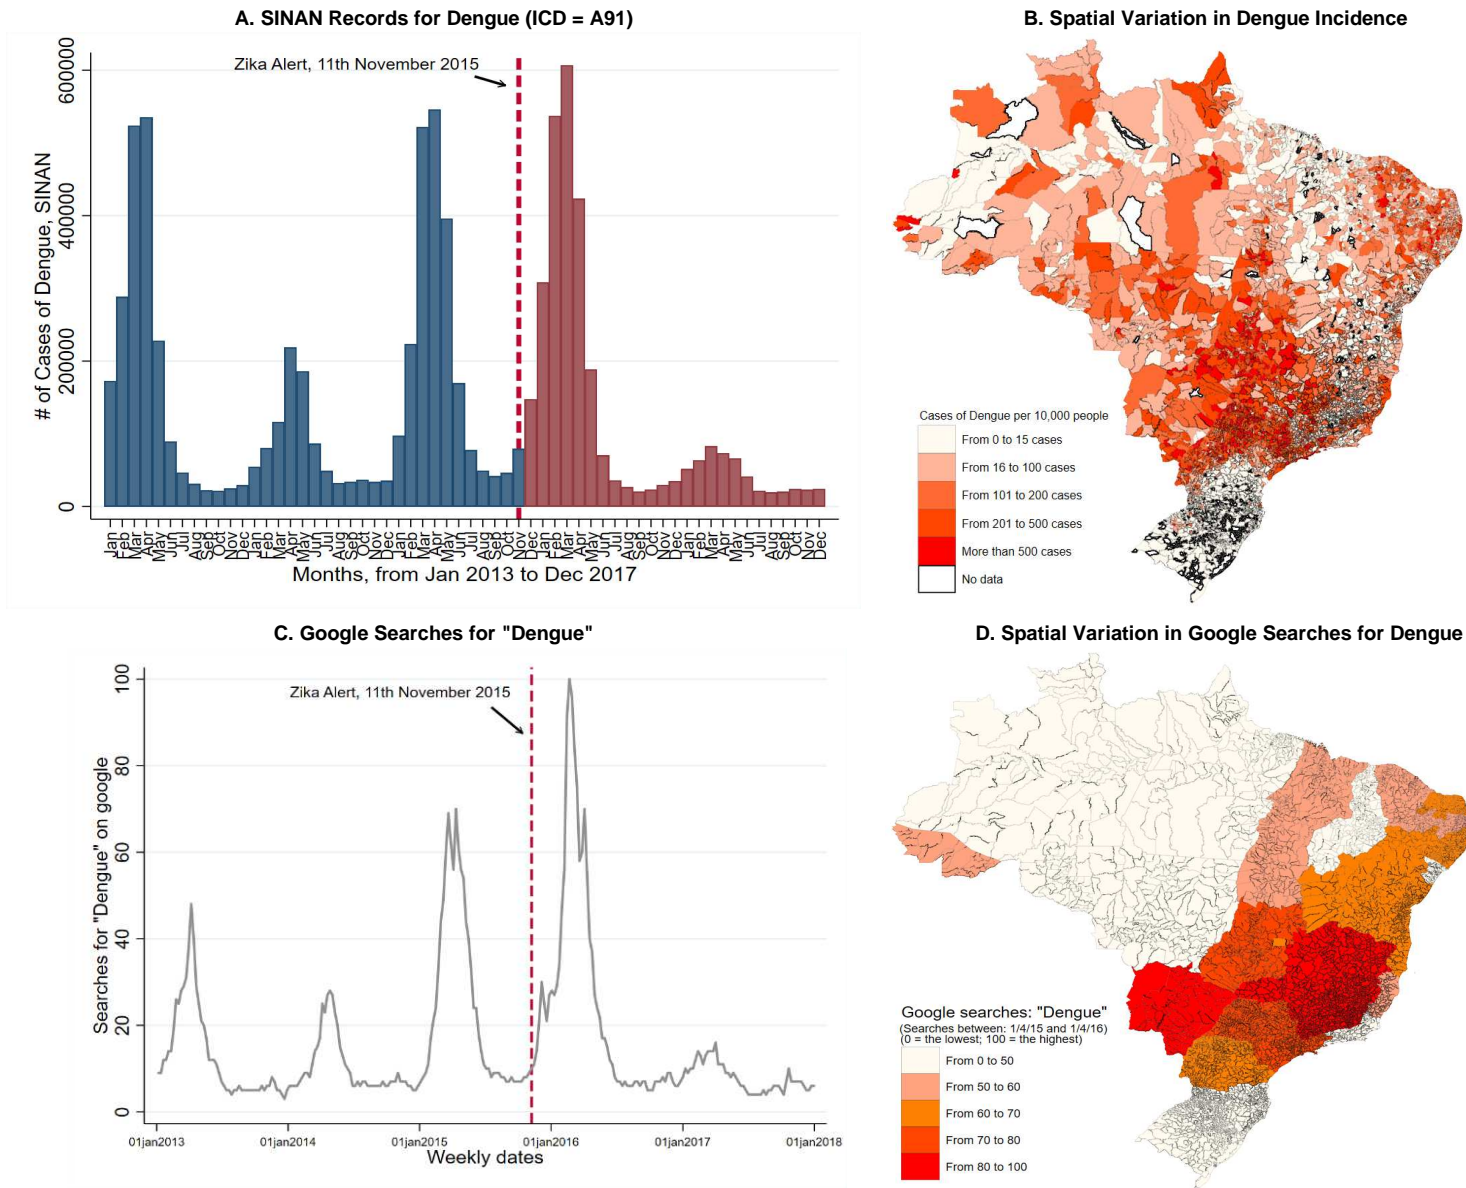 A. SINAN Records for Dengue (ICD = A91)
Zika Alert, 11th November 2015
# of Cases of Dengue, SINAN
600000
400000
200000
0
Jan Feb Mar Apr May Jun Jul Aug Sep Oct Nov Dec Jan Feb Mar Apr May Jun Jul Aug Sep Oct Nov Dec Jan Feb Mar Apr May Jun Jul Aug Sep Oct Nov Dec Jan Feb Mar Apr May Jun Jul Aug Sep Oct Nov Dec Jan Feb Mar Apr May Jun Jul Aug Sep Oct Nov Dec
Months, from Jan 2013 to Dec 2017
B. Spatial Variation in Dengue Incidence
Cases of Dengue per 10,000 people
From 0 to 15 cases
From 16 to 100 cases
From 101 to 200 cases
From 201 to 500 cases
More than 500 cases
No data
C. Google Searches for "Dengue"
Zika Alert, 11th November 2015
Searches for "Dengue" on google
100
80
60
40
20
0
01jan2013 01jan2014 01jan2015 01jan2016 01jan2017 01jan2018
Weekly dates
D. Spatial Variation in Google Searches for Dengue
Google searches: "Dengue"
(Searches between: 1/4/15 and 1/4/16)
(0 = the lowest; 100 = the highest)
From 0 to 50
From 50 to 60
From 60 to 70
From 70 to 80
From 80 to 100